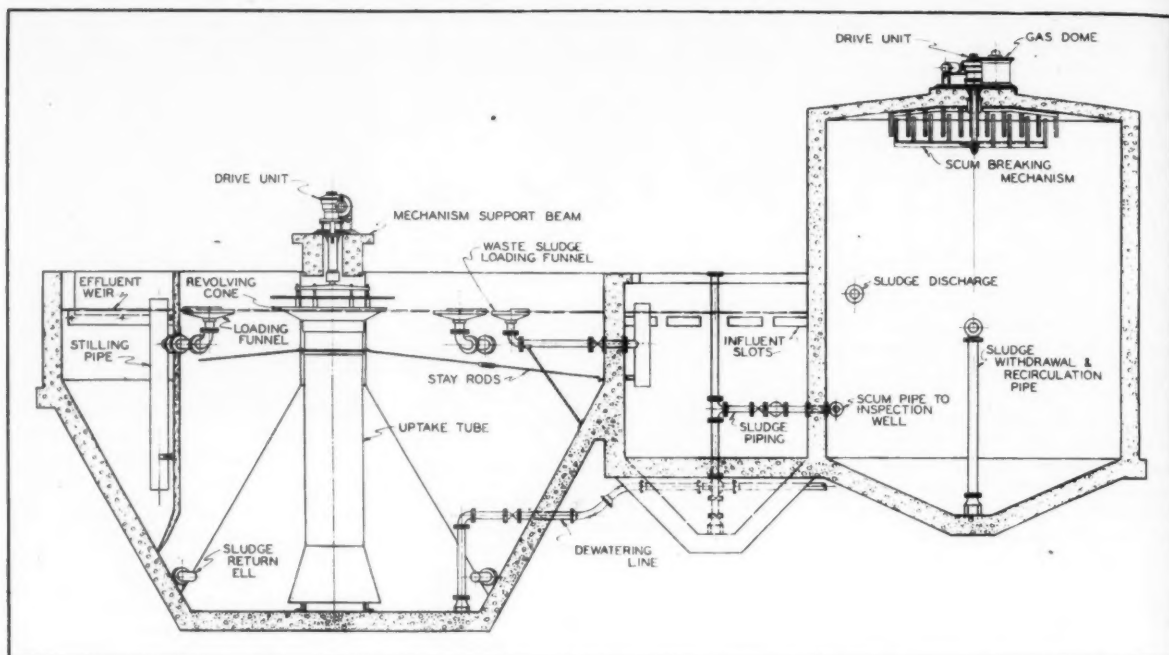 DRIVE UNIT
GAS DOME
SCUM BREAKING
MECHANISM
DRIVE UNIT
MECHANISM SUPPORT BEAM
WASTE SLUDGE
LOADING FUNNEL
EFFLUENT
WEIR
REVOLVING
CONE
SLUDGE DISCHARGE
LOADING
FUNNEL
STILLING
PIPE
INFLUENT
SLOTS
SLUDGE
WITHDRAWAL &
RECIRCULATION
PIPE
STAY RODS
SCUM PIPE TO
INSPECTION
WELL
UPTAKE TUBE
SLUDGE
PIPING
SLUDGE
RETURN
ELL
DEWATERING
LINE